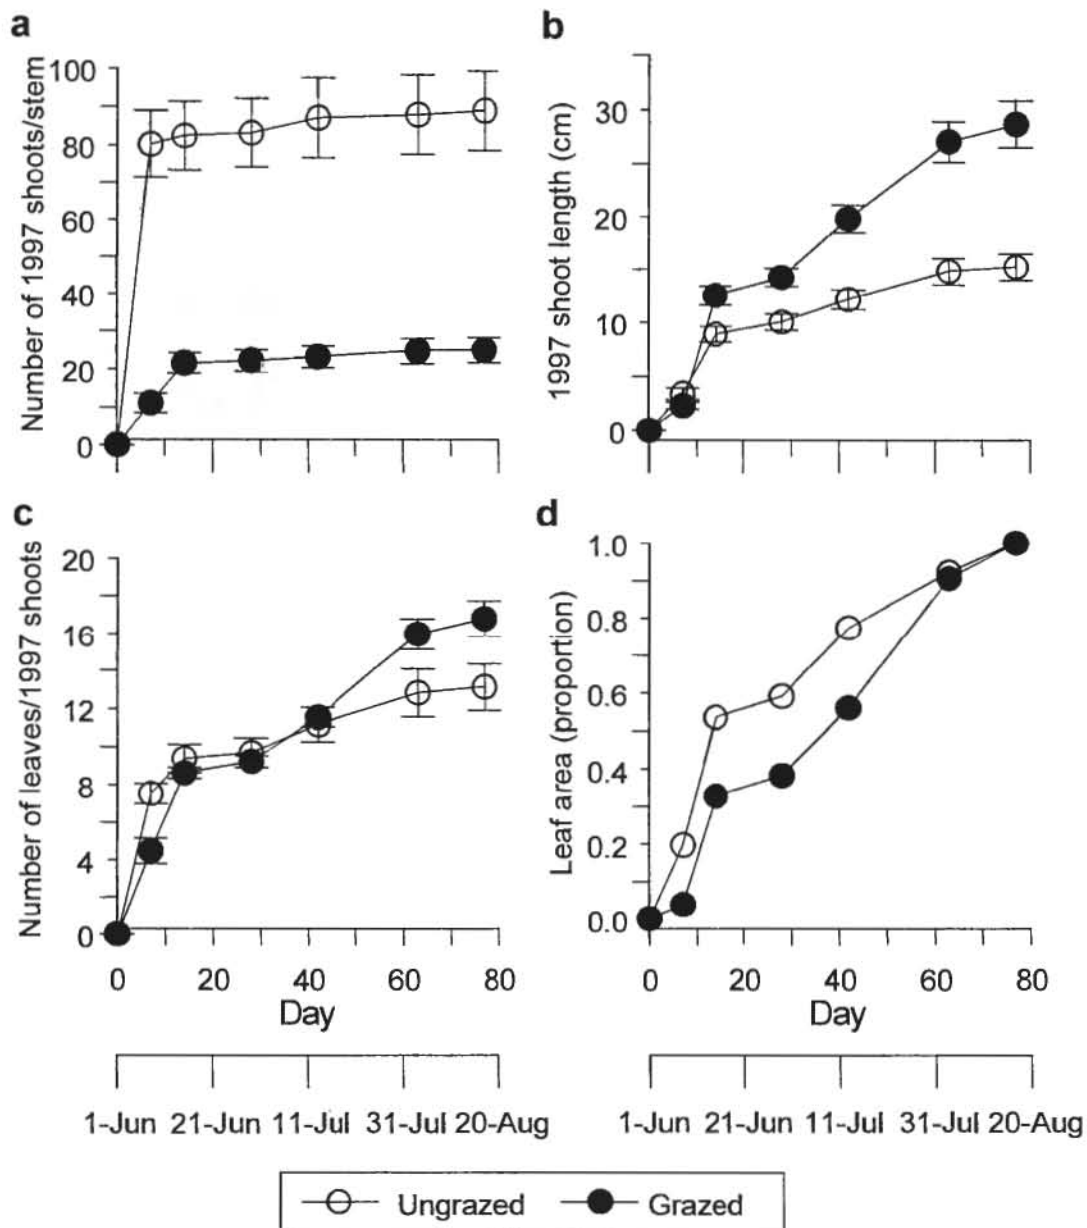 a
Number of 1997 shoots/stem
100
80
60
40
20
0
b
1997 shoot length (cm)
30
20
10
0
c
Number of leaves/1997 shoots
20
16
12
8
4
0
0 20 40 60 80
Day
1-Jun 21-Jun 11-Jul 31-Jul 20-Aug
d
Leaf area (proportion)
1.0
0.8
0.6
0.4
0.2
0.0
0 20 40 60 80
Day
1-Jun 21-Jun 11-Jul 31-Jul 20-Aug
Ungrazed Grazed